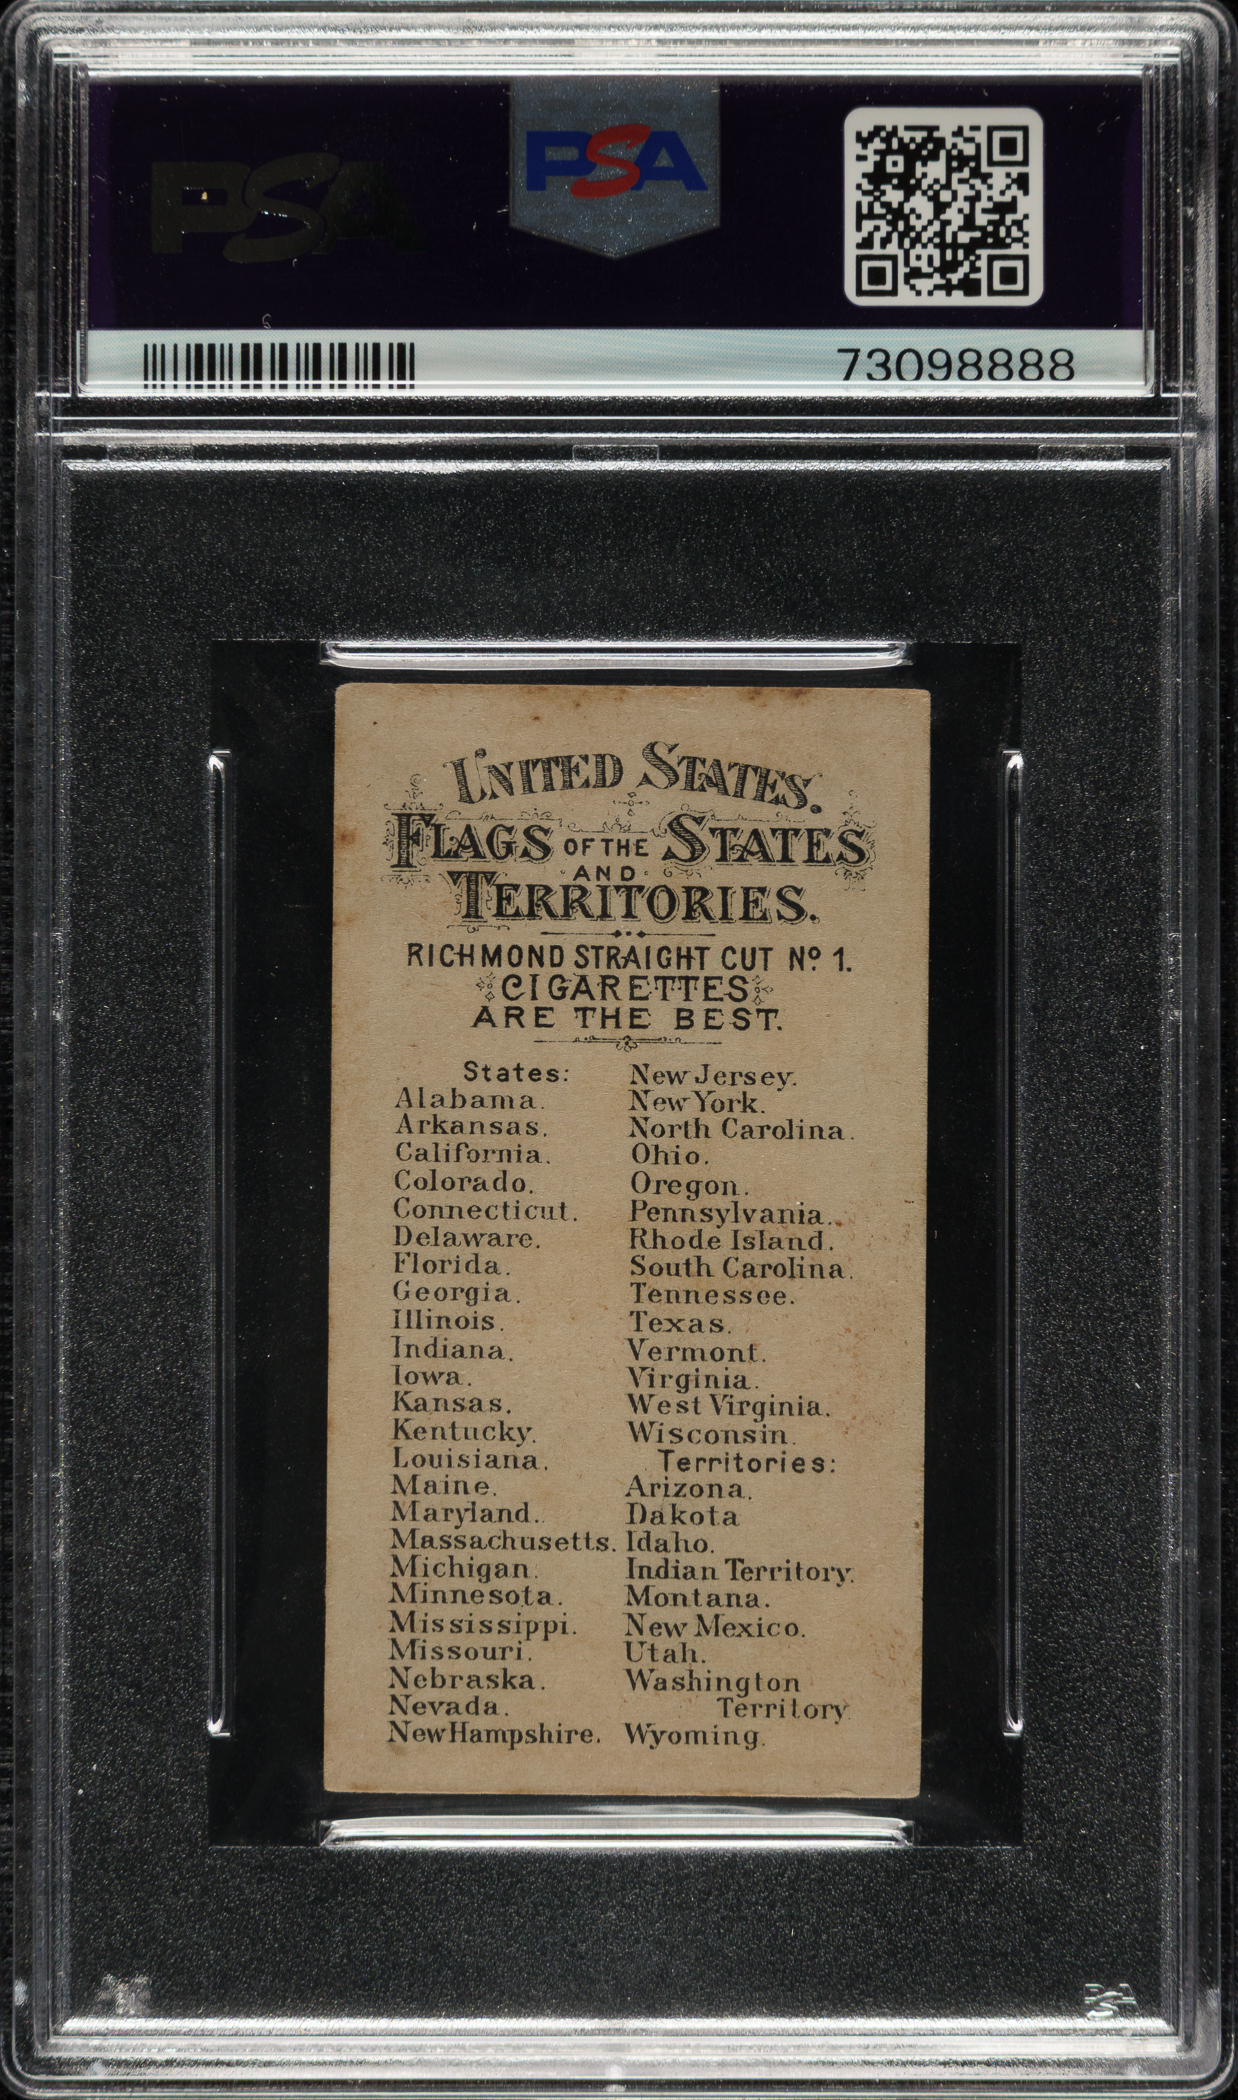 PSA
PSA
73098888
UNITED STATES.
FLAGS OF THE STATES
AND
TERRITORIES.
RICHMOND STRAIGHT CUT Nº 1.
CIGARETTES
ARE THE BEST.
States:
Alabama.
Arkansas.
California.
Colorado.
Connecticut.
Delaware.
Florida.
Georgia.
Illinois.
Indiana.
Iowa.
Kansas.
Kentucky.
Louisiana.
Maine.
Maryland.
Massachusetts.
Michigan.
Minnesota.
Mississippi.
Missouri.
Nebraska.
Nevada.
New Hampshire.
New Jersey.
New York.
North Carolina.
Ohio.
Oregon.
Pennsylvania.
Rhode Island.
South Carolina.
Tennessee.
Texas.
Vermont.
Virginia.
West Virginia.
Wisconsin.
Territories:
Arizona.
Dakota
Idaho.
Indian Territory.
Montana.
New Mexico.
Utah.
Washington
Territory.
Wyoming.
PSA